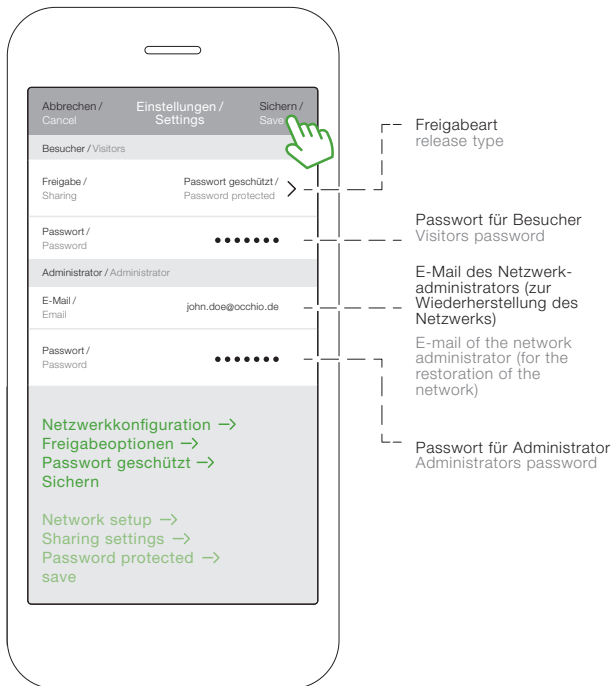 Abbrechen / Einstellungen / Sichern /
Cancel Settings Save
Besucher / Visitors
Freigabe / Passwort geschützt /
Sharing Password protected
Passwort / •••••••
Password
Administrator / Administrator
E-Mail / john.doe@occhio.de
Email
Passwort / •••••••
Password
Netzwerkkonfiguration →
Freigabeoptionen →
Passwort geschützt →
Sichern
Network setup →
Sharing settings →
Password protected →
save
Freigabeart
release type
Passwort für Besucher
Visitors password
E-Mail des Netzwerk-
administrators (zur
Wiederherstellung des
Netzwerks)
E-mail of the network
administrator (for the
restoration of the
network)
Passwort für Administrator
Administrators password